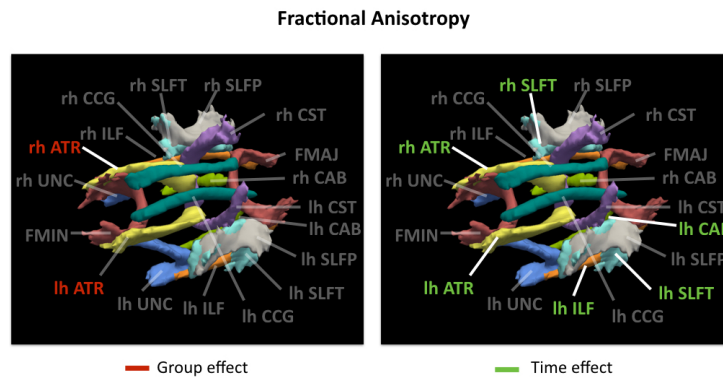 Fractional Anisotropy
rh SLFT
rh SLFP
rh CCG
rh CST
rh ILF
rh ATR
FMAJ
rh UNC
rh CAB
lh CST
FMIN
lh CAB
lh SLFP
lh ATR
lh SLFT
lh UNC
lh ILF
lh CCG
Group effect
rh SLFT
rh SLFP
rh CCG
rh CST
rh ILF
rh ATR
FMAJ
rh UNC
rh CAB
lh CST
FMIN
lh CAB
lh SLFP
lh ATR
lh SLFT
lh UNC
lh ILF
lh CCG
Time effect